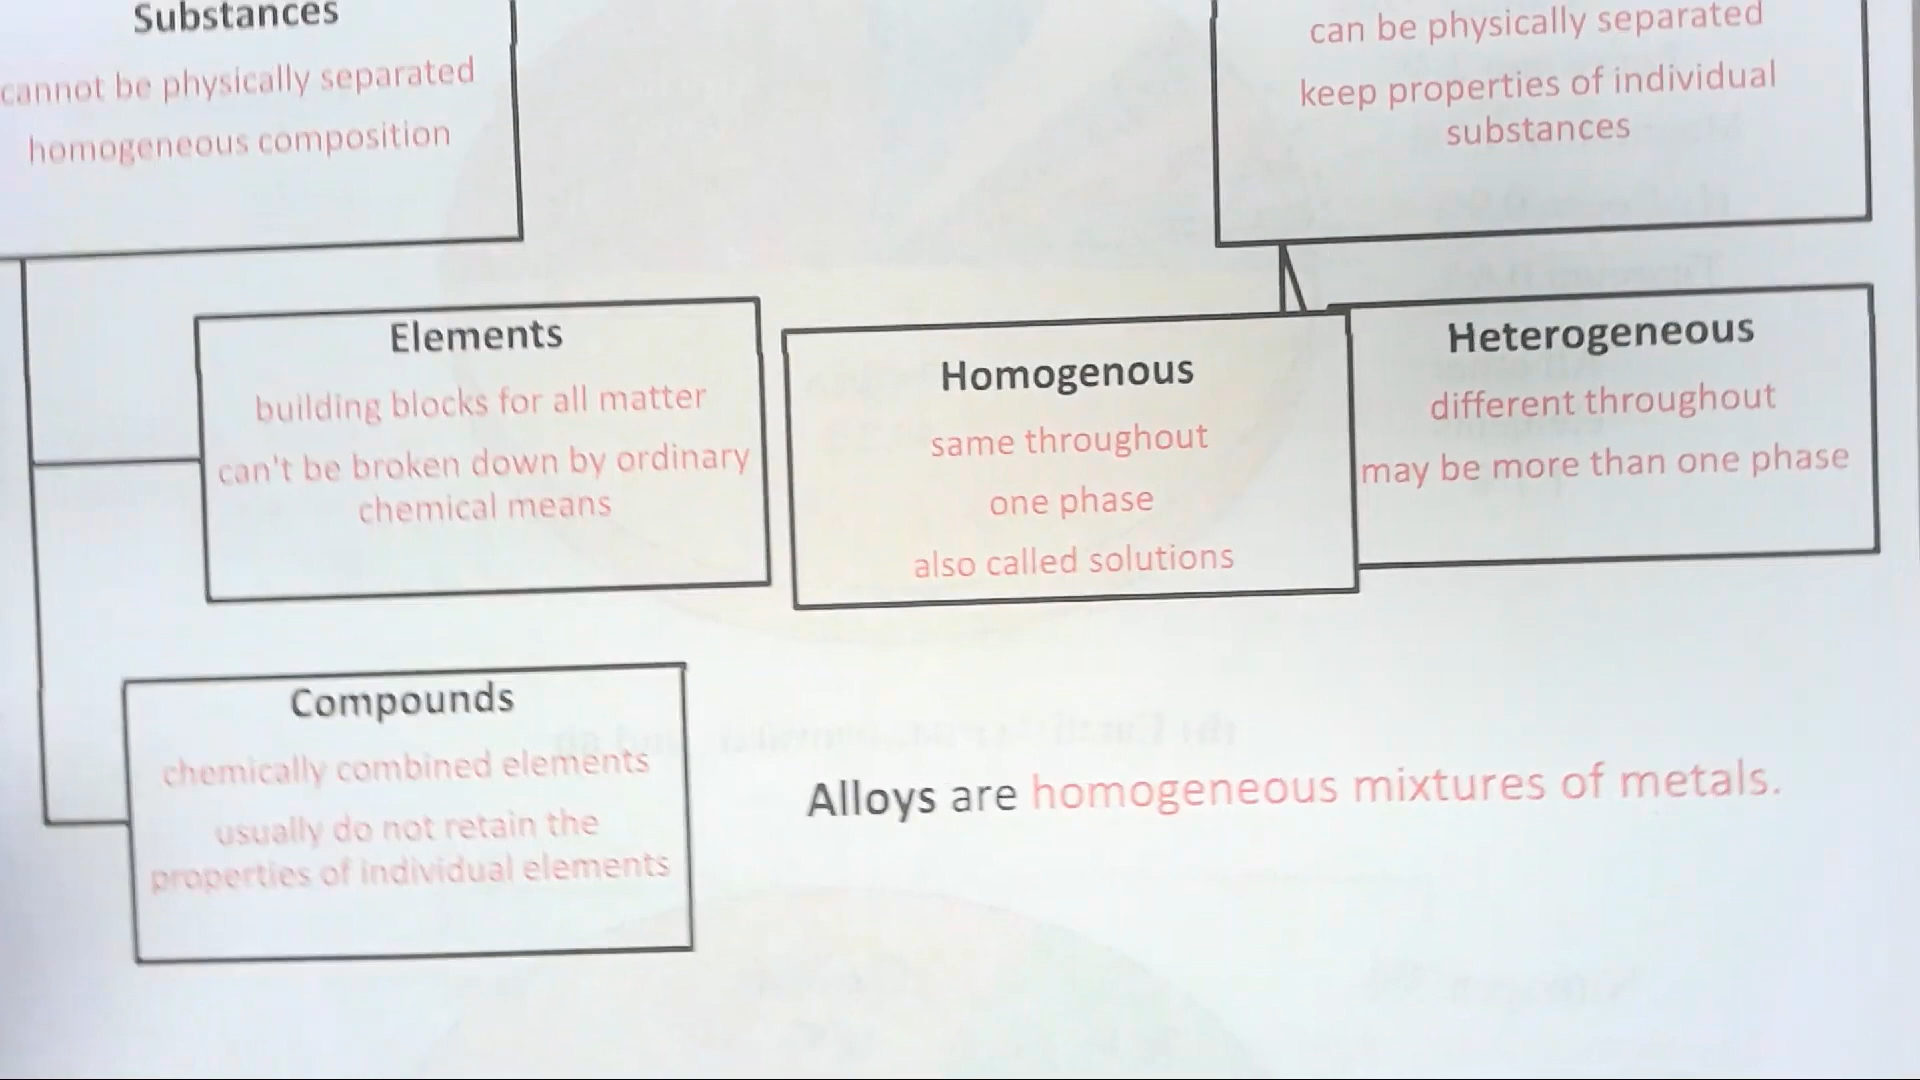 Substances
cannot be physically separated
homogeneous composition
can be physically separated
keep properties of individual
substances
Elements
building blocks for all matter
can't be broken down by ordinary
chemical means
Homogenous
same throughout
one phase
also called solutions
Heterogeneous
different throughout
may be more than one phase
Compounds
chemically combined elements
usually do not retain the
properties of individual elements
Alloys are homogeneous mixtures of metals.